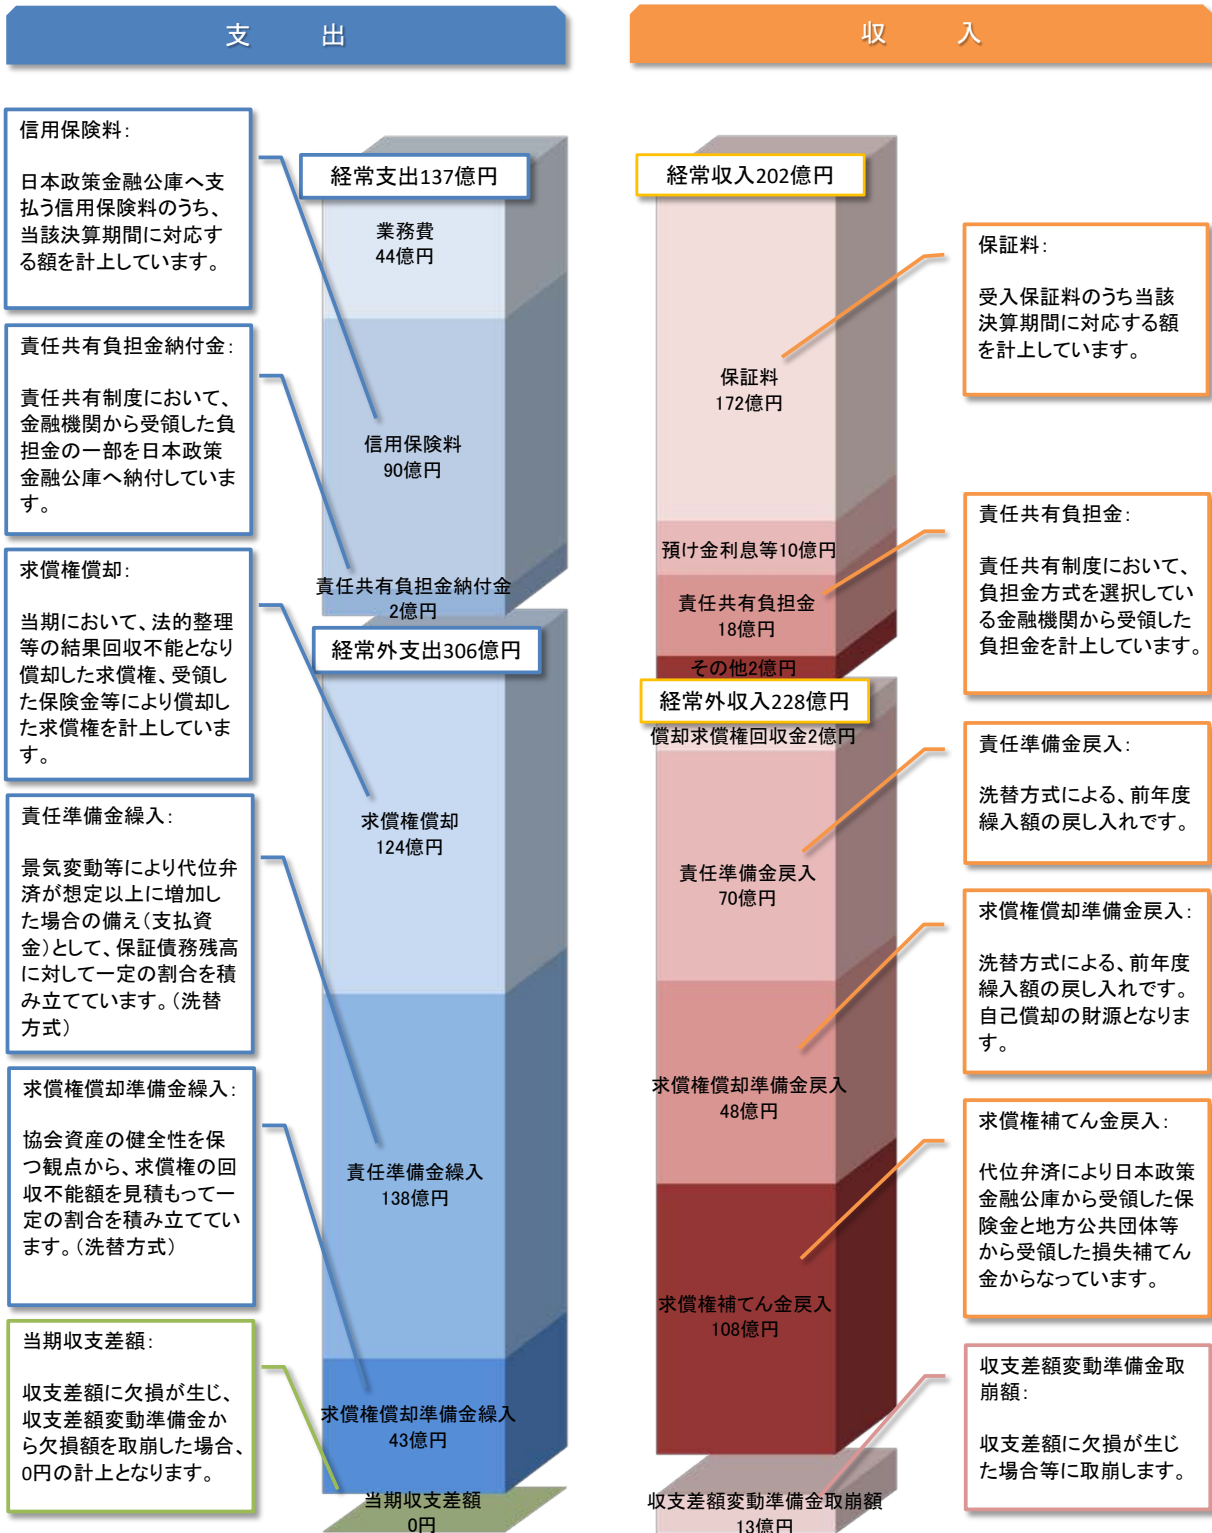 支　　出
信用保険料：
日本政策金融公庫へ支
払う信用保険料のうち、
当該決算期間に対応す
る額を計上しています。
責任共有負担金納付金：
責任共有制度において、
金融機関から受領した負
担金の一部を日本政策
金融公庫へ納付していま
す。
求償権償却：
当期において、法的整理
等の結果回収不能となり
償却した求償権、受領し
た保険金等により償却し
た求償権を計上していま
す。
責任準備金繰入：
景気変動等により代位弁
済が想定以上に増加し
た場合の備え（支払資
金）として、保証債務残高
に対して一定の割合を積
み立てています。（洗替
方式）
求償権償却準備金繰入：
協会資産の健全性を保
つ観点から、求償権の回
収不能額を見積もって一
定の割合を積み立ててい
ます。（洗替方式）
当期収支差額：
収支差額に欠損が生じ、
収支差額変動準備金か
ら欠損額を取崩した場合、
0円の計上となります。
経常支出137億円
業務費
44億円
信用保険料
90億円
責任共有負担金納付金
2億円
経常外支出306億円
求償権償却
124億円
責任準備金繰入
138億円
求償権償却準備金繰入
43億円
当期収支差額
0円
収　　入
経常収入202億円
保証料
172億円
預け金利息等10億円
責任共有負担金
18億円
その他2億円
経常外収入228億円
償却求償権回収金2億円
責任準備金戻入
70億円
求償権償却準備金戻入
48億円
求償権補てん金戻入
108億円
収支差額変動準備金取崩額
13億円
保証料：
受入保証料のうち当該
決算期間に対応する額
を計上しています。
責任共有負担金：
責任共有制度において、
負担金方式を選択してい
る金融機関から受領した
負担金を計上しています。
責任準備金戻入：
洗替方式による、前年度
繰入額の戻し入れです。
求償権償却準備金戻入：
洗替方式による、前年度
繰入額の戻し入れです。
自己償却の財源となりま
す。
求償権補てん金戻入：
代位弁済により日本政策
金融公庫から受領した保
険金と地方公共団体等
から受領した損失補てん
金からなっています。
収支差額変動準備金取
崩額：
収支差額に欠損が生じ
た場合等に取崩します。